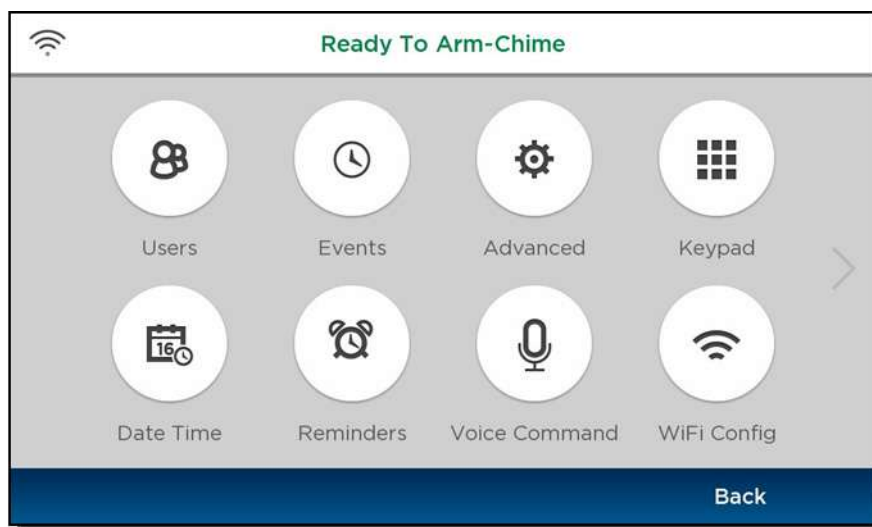 Ready To Arm-Chime
Users Events Advanced Keypad
16
Date Time Reminders Voice Command WiFi Config
Back